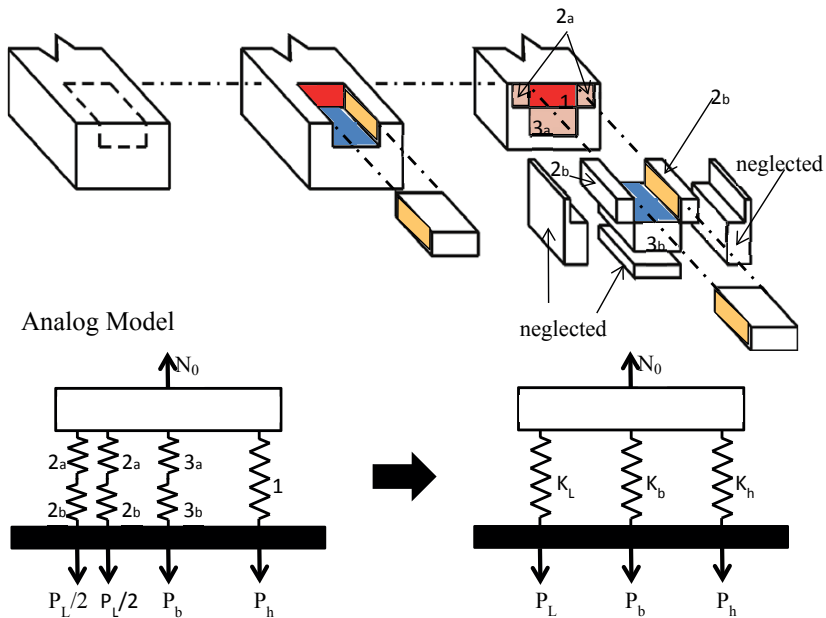 2a
1
3a
2b
2b
neglected
3b
neglected
Analog Model
N0
2a
2a
3a
1
2b
2b
3b
PL/2
PL/2
Pb
Ph
N0
KL
Kb
Kh
PL
Pb
Ph